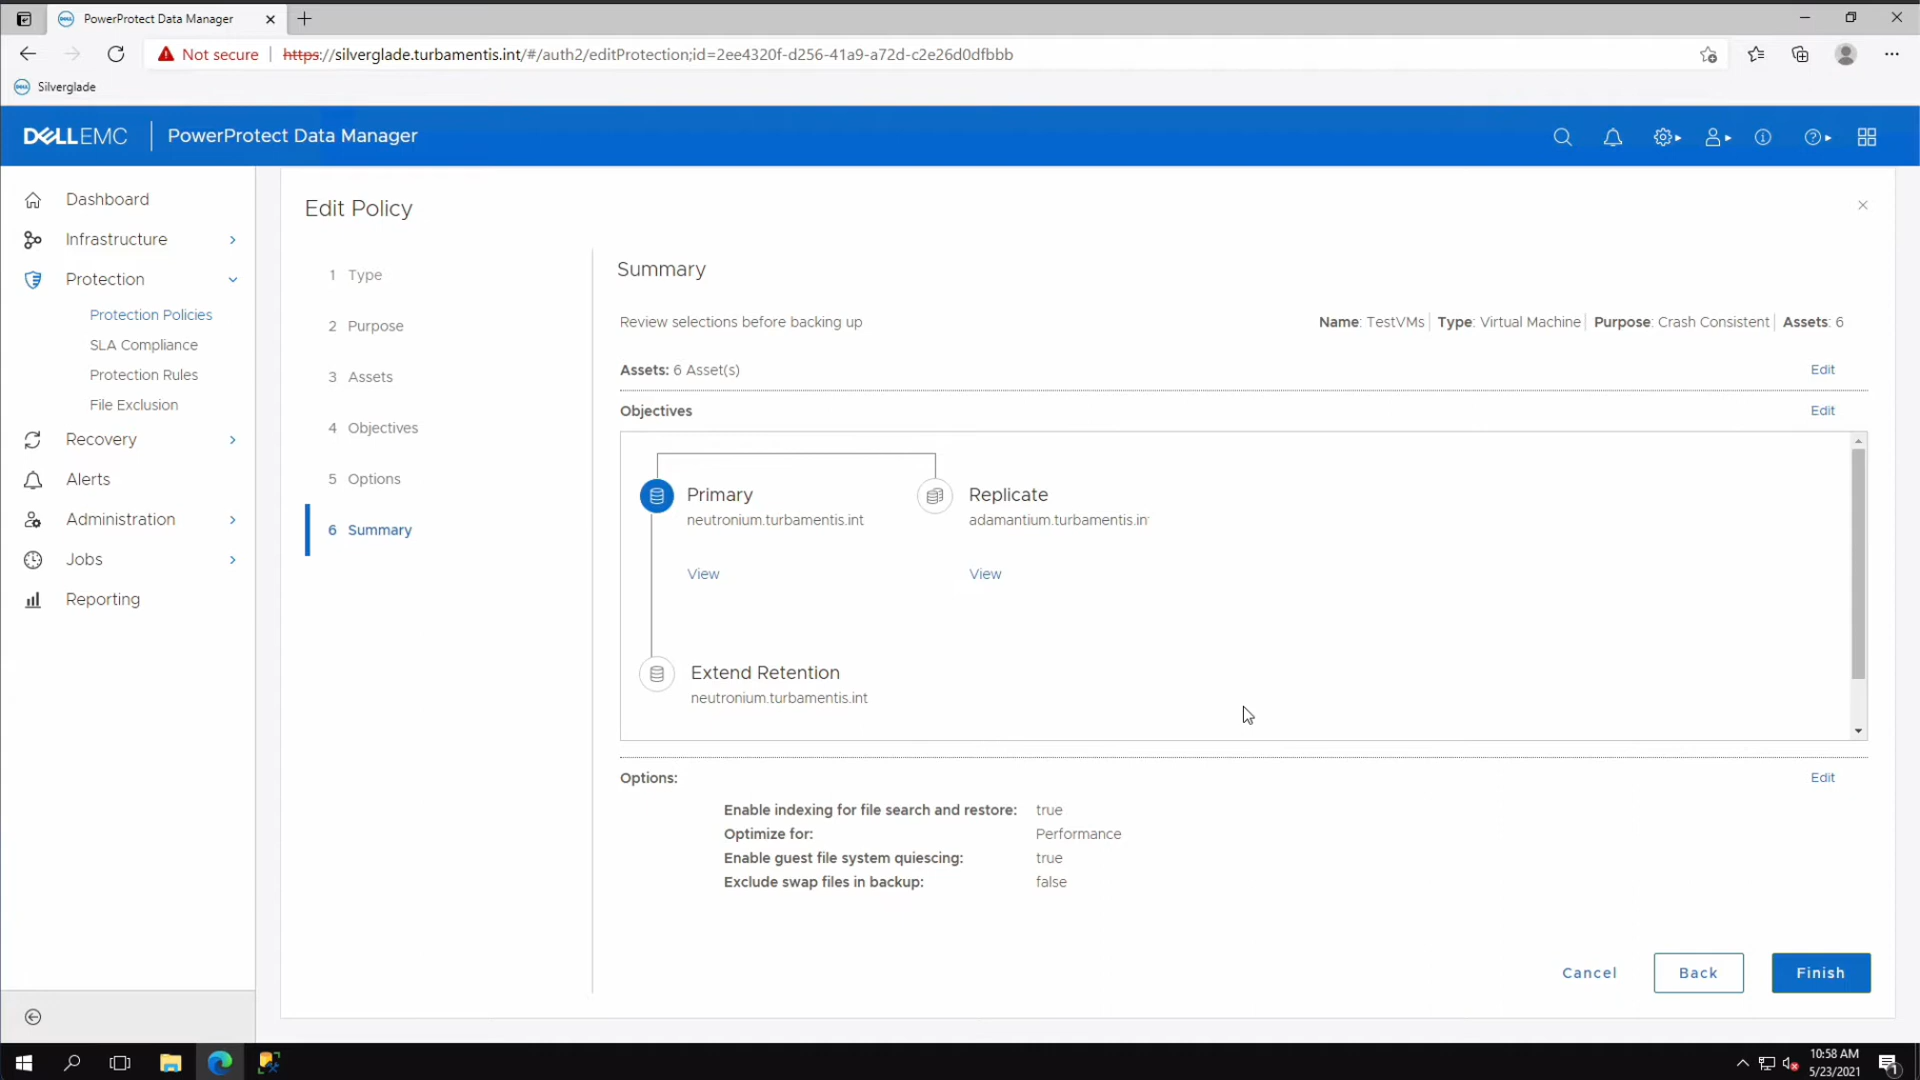 PowerProtect Data Manager
Not secure
https://silverglade.turbamentis.int/#/auth2/editProtection;id=2ee4320f-d256-41a9-a72d-c2e26d0dfbbb
Silverglade
DELLEMC
PowerProtect Data Manager
Dashboard
Infrastructure
Protection
Protection Policies
SLA Compliance
Protection Rules
File Exclusion
Recovery
Alerts
Administration
Jobs
Reporting
Edit Policy
1 Type
2 Purpose
3 Assets
4 Objectives
5 Options
6 Summary
Summary
Review selections before backing up
Name: TestVMs Type: Virtual Machine Purpose: Crash Consistent Assets: 6
Assets: 6 Asset(s) Edit
Objectives Edit
Primary
neutronium.turbamentis.int
View
Replicate
adamantium.turbamentis.in
View
Extend Retention
neutronium.turbamentis.int
Options: Edit
Enable indexing for file search and restore: true
Optimize for: Performance
Enable guest file system quiescing: true
Exclude swap files in backup: false
Cancel Back Finish
10:58 AM
5/23/2021
1